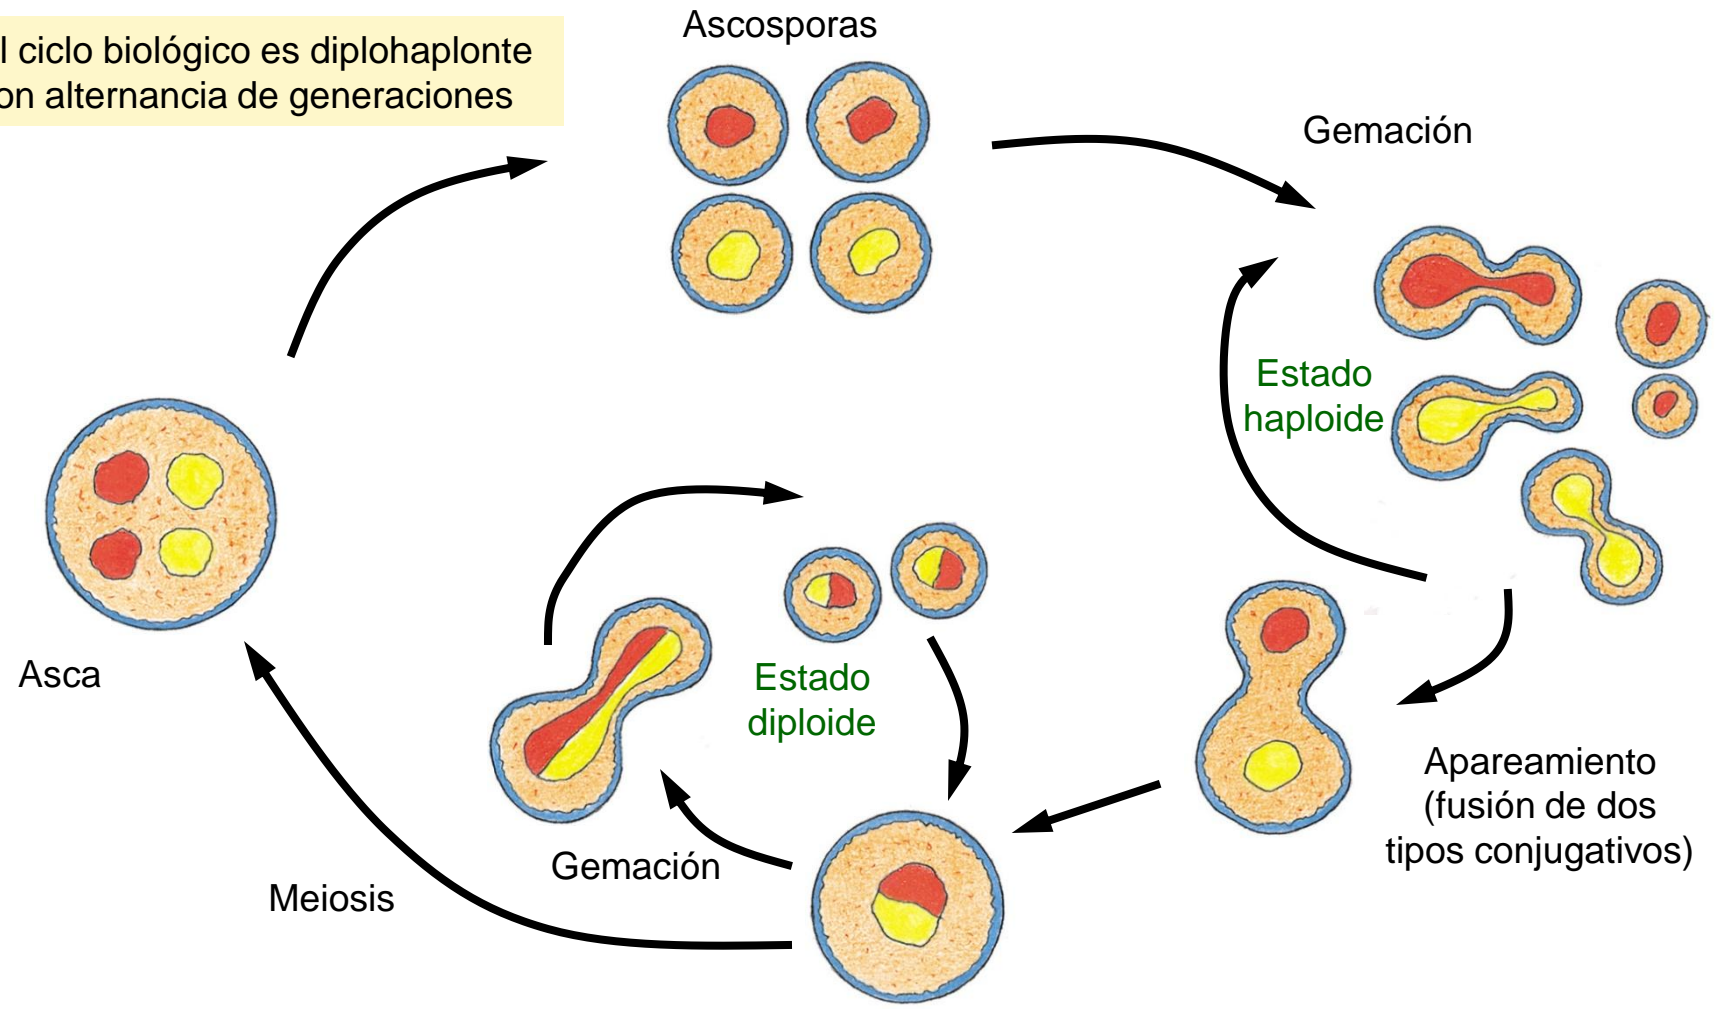 l ciclo biológico es diplohaplonte
on alternancia de generaciones
Ascosporas
Gemación
Estado
haploide
Asca
Estado
diploide
Apareamiento
(fusión de dos
tipos conjugativos)
Gemación
Meiosis